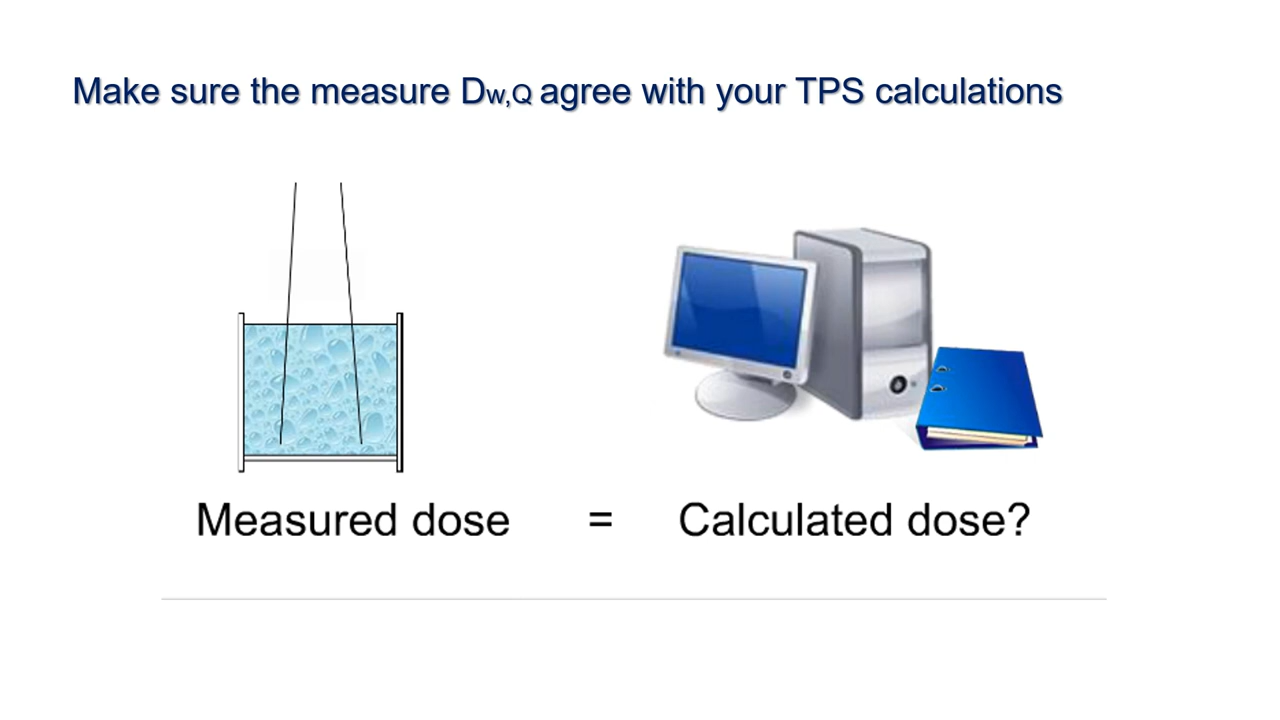 Make sure the measure Dw,Q agree with your TPS calculations
Measured dose = Calculated dose?